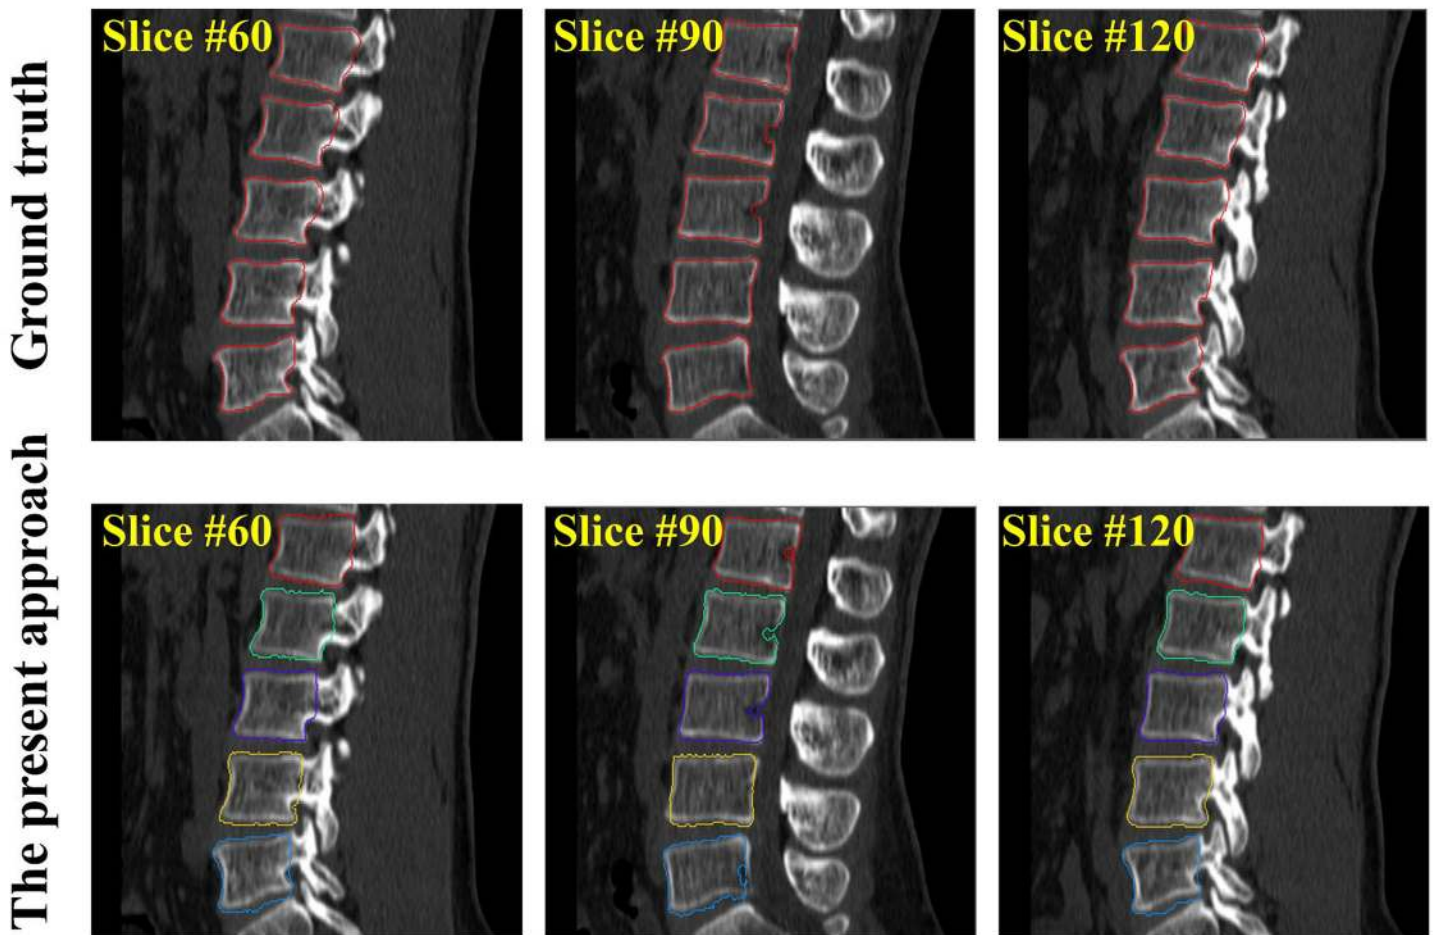 Ground truth
Slice #60
Slice #90
Slice #120
The present approach
Slice #60
Slice #90
Slice #120